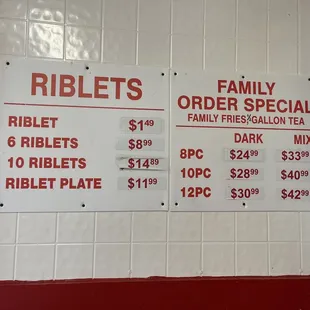 RIBLETS
RIBLET $1.49
6 RIBLETS $8.99
10 RIBLETS $14.89
RIBLET PLATE $11.99
FAMILY
ORDER SPECIAL
FAMILY FRIES GALLON TEA
DARK MIX
8PC $24.99 $33.99
10PC $28.99 $40.99
12PC $30.99 $42.99